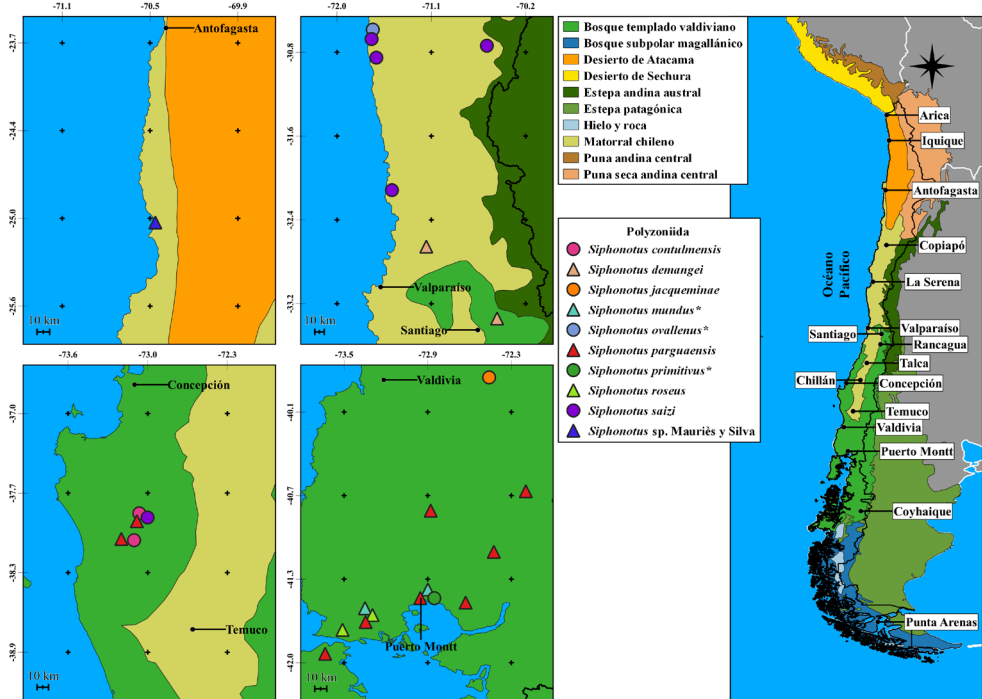 -71.1
-70.5
-69.9
-23.7
-24.4
-25.0
-25.6
Antofagasta
10 km
-72.0
-71.1
-70.2
-30.8
-31.6
-32.4
-33.2
Valparaíso
Santiago
10 km
Bosque templado valdiviano
Bosque subpolar magallánico
Desierto de Atacama
Desierto de Sechura
Estepa andina austral
Estepa patagónica
Hielo y roca
Matorral chileno
Puna andina central
Puna seca andina central
Polyzoniida
Siphonotus contulmensis
Siphonotus demangei
Siphonotus jacqueminae
Siphonotus mundus*
Siphonotus ovallenus*
Siphonotus parguaensis
Siphonotus primitivus*
Siphonotus roseus
Siphonotus saizi
Siphonotus sp. Mauriès y Silva
-73.6
-73.0
-72.3
-37.0
-37.7
-38.3
-38.9
Concepción
Temuco
10 km
-73.5
-72.9
-72.3
-40.1
-40.7
-41.3
-42.0
Valdivia
Puerto Montt
10 km
Océano
Pacífico
Arica
Iquique
Antofagasta
Copiapó
La Serena
Valparaíso
Santiago
Rancagua
Talca
Chillán
Concepción
Temuco
Valdivia
Puerto Montt
Coyhaique
Punta Arenas